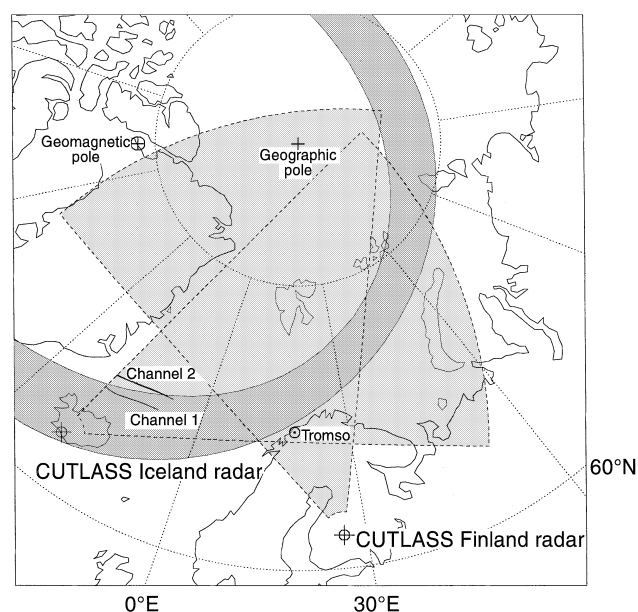 Geomagnetic
pole
Geographic
pole
Channel 2
Channel 1
Tromso
CUTLASS Iceland radar
60°N
CUTLASS Finland radar
0°E
30°E